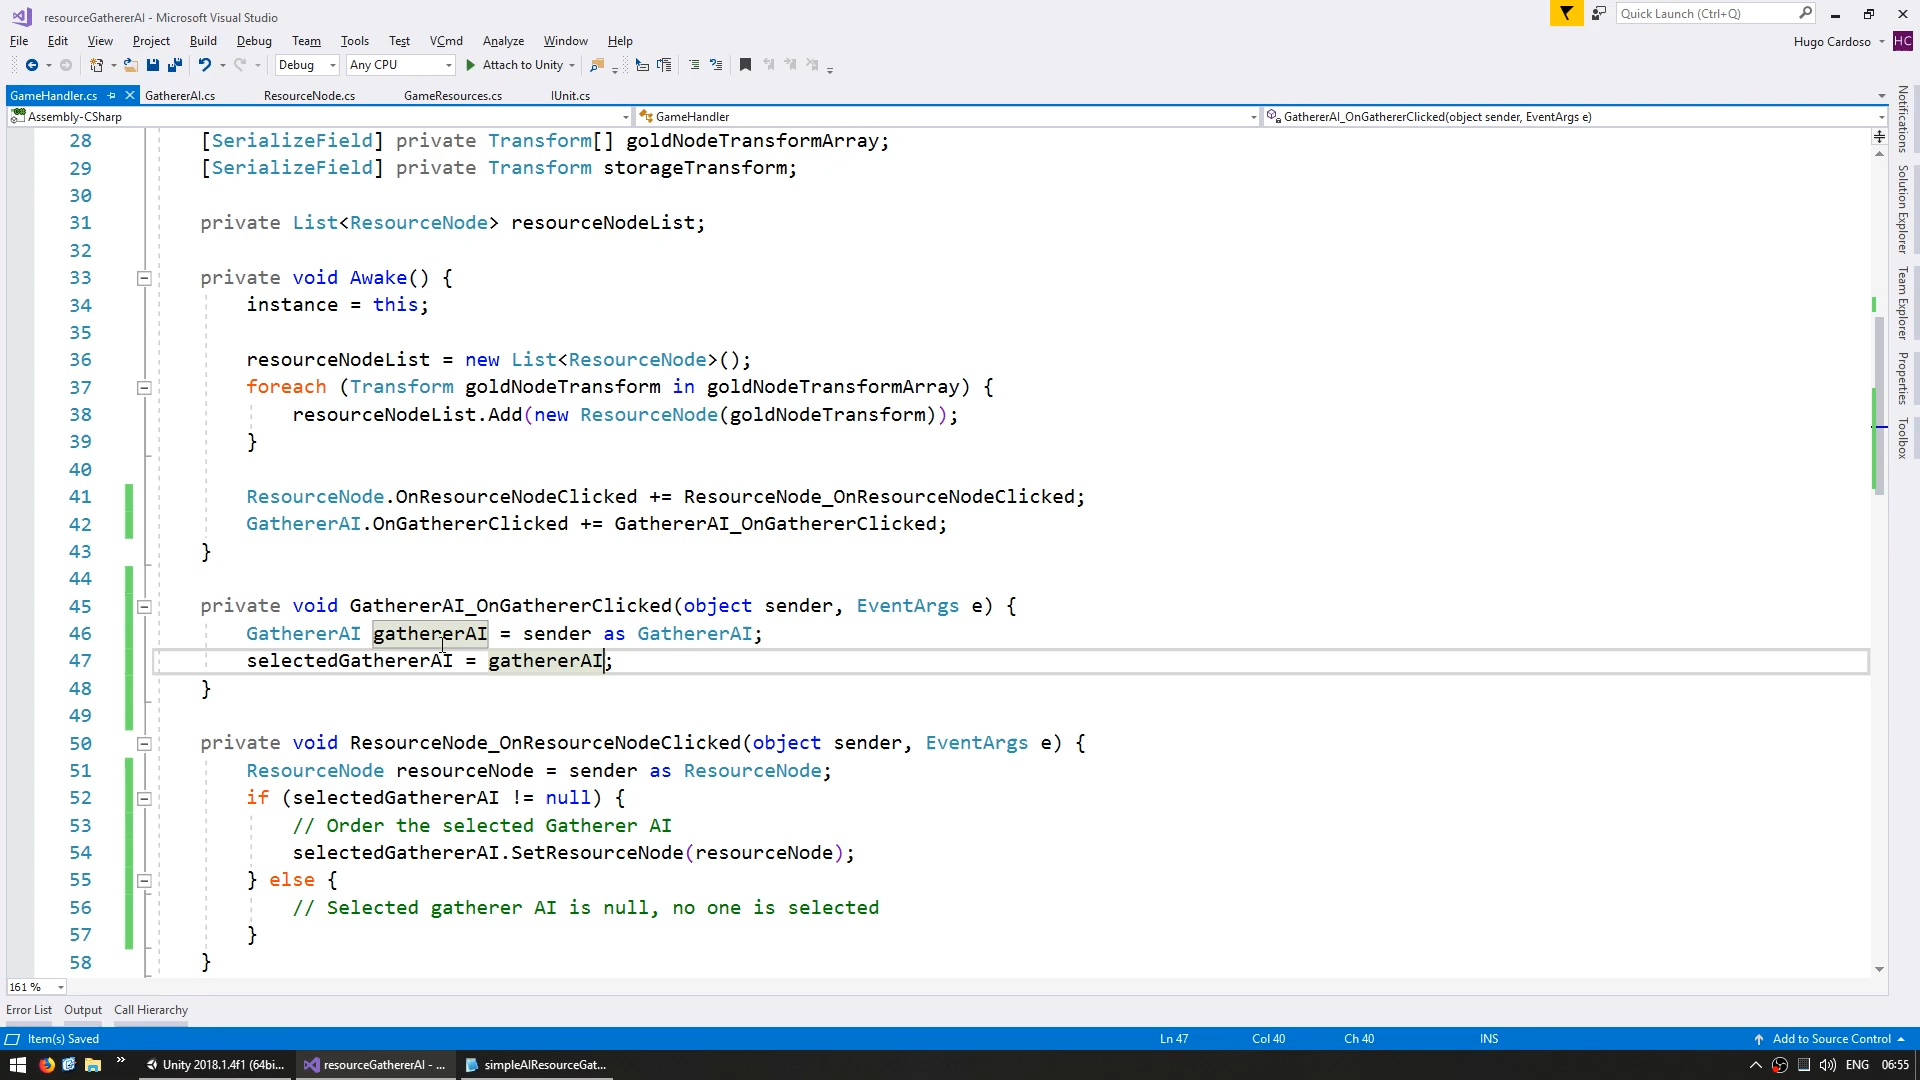 resourceGathererAI - Microsoft Visual Studio
Quick Launch (Ctrl+Q)
File Edit View Project Build Debug Team Tools Test VCmd Analyze Window Help
Hugo Cardoso HC
Debug Any CPU Attach to Unity
GameHandler.cs GathererAI.cs ResourceNode.cs GameResources.cs IUnit.cs
Assembly-CSharp GameHandler GathererAI_OnGathererClicked(object sender, EventArgs e)
28 [SerializeField] private Transform[] goldNodeTransformArray;
29 [SerializeField] private Transform storageTransform;
30
31 private List<ResourceNode> resourceNodeList;
32
33 private void Awake() {
34 instance = this;
35
36 resourceNodeList = new List<ResourceNode>();
37 foreach (Transform goldNodeTransform in goldNodeTransformArray) {
38 resourceNodeList.Add(new ResourceNode(goldNodeTransform));
39 }
40
41 ResourceNode.OnResourceNodeClicked += ResourceNode_OnResourceNodeClicked;
42 GathererAI.OnGathererClicked += GathererAI_OnGathererClicked;
43 }
44
45 private void GathererAI_OnGathererClicked(object sender, EventArgs e) {
46 GathererAI gathererAI = sender as GathererAI;
47 selectedGathererAI = gathererAI;
48 }
49
50 private void ResourceNode_OnResourceNodeClicked(object sender, EventArgs e) {
51 ResourceNode resourceNode = sender as ResourceNode;
52 if (selectedGathererAI != null) {
53 // Order the selected Gatherer AI
54 selectedGathererAI.SetResourceNode(resourceNode);
55 } else {
56 // Selected gatherer AI is null, no one is selected
57 }
58 }
Notifications
Solution Explorer
Team Explorer
Properties
Toolbox
161 %
Error List Output Call Hierarchy
Item(s) Saved Ln 47 Col 40 Ch 40 INS Add to Source Control
Unity 2018.1.4f1 (64bi... resourceGathererAI - ... simpleAIResourceGat... ENG 06:55